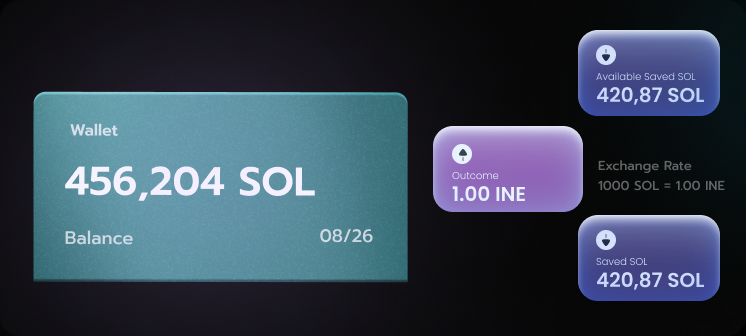 Wallet
456,204 SOL
Balance
08/26
Outcome
1.00 INE
Available Saved SOL
420,87 SOL
Exchange Rate
1000 SOL = 1.00 INE
Saved SOL
420,87 SOL